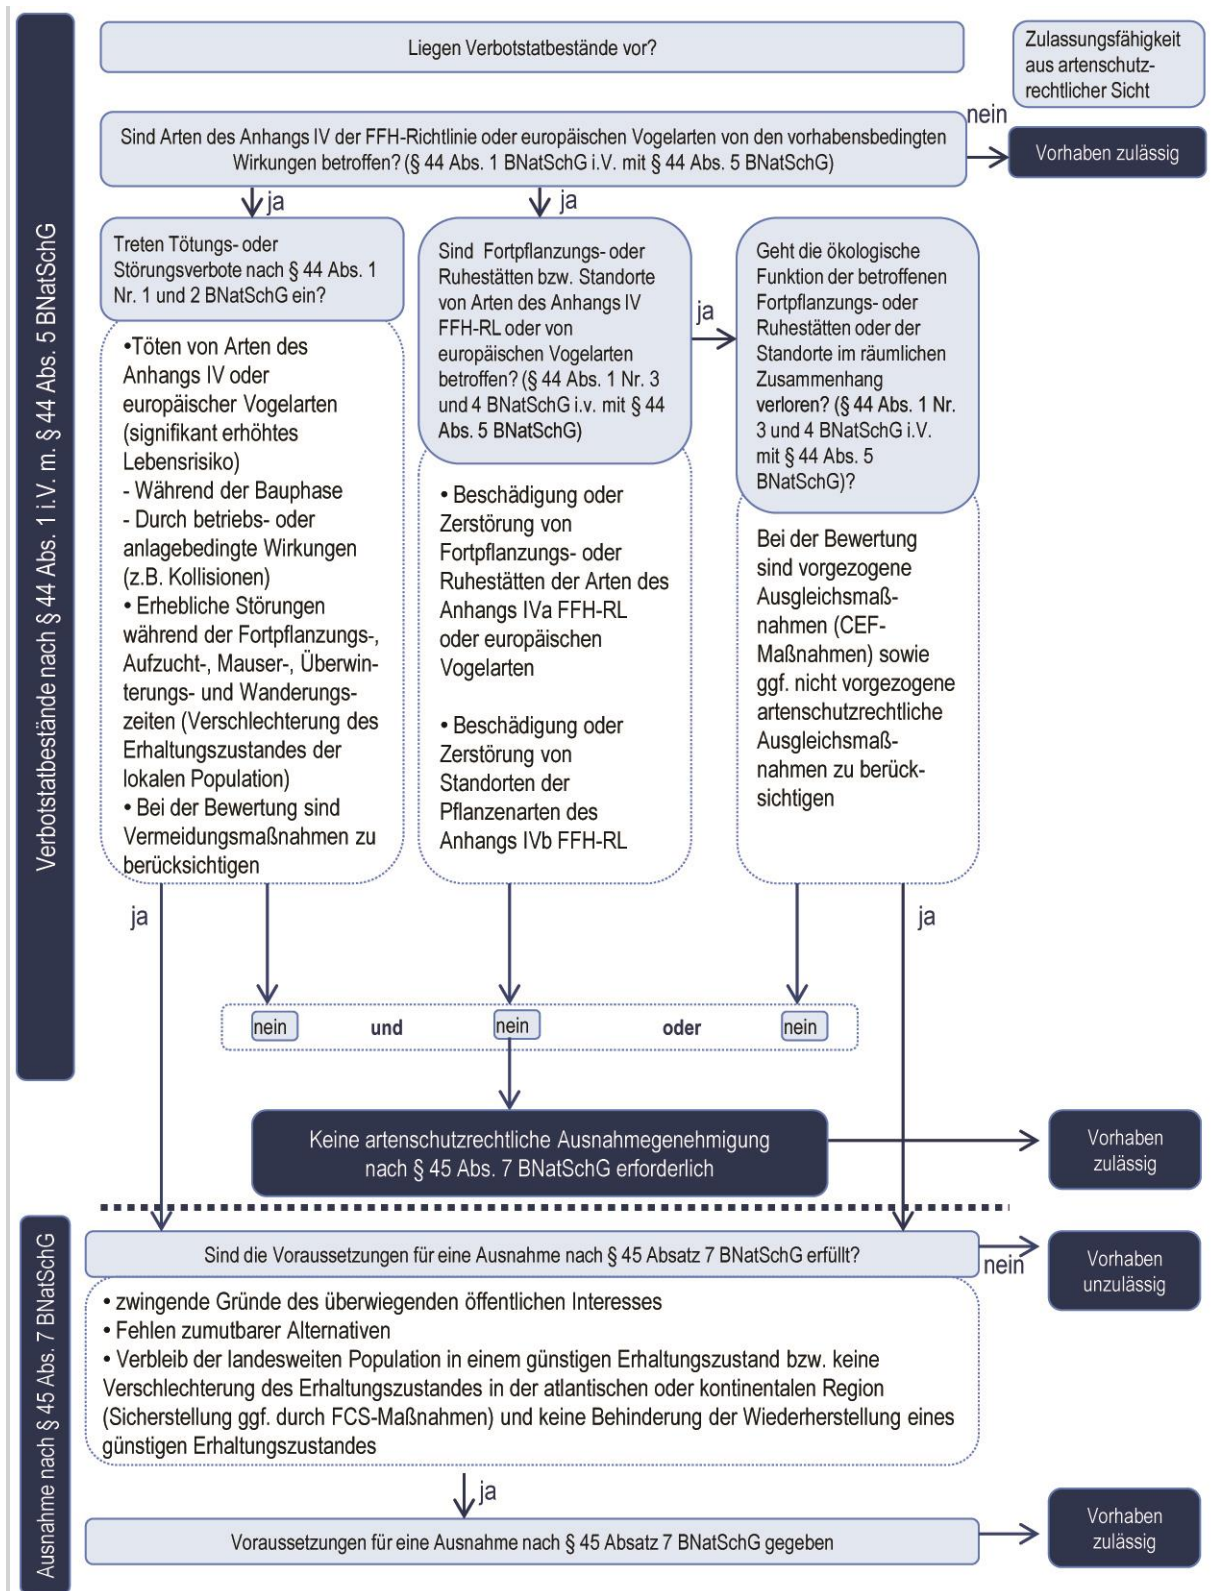 Liegen Verbotstatbestände vor?
Zulassungsfähigkeit
aus artenschutz-
rechtlicher Sicht
Sind Arten des Anhangs IV der FFH-Richtlinie oder europäischen Vogelarten von den vorhabensbedingten
Wirkungen betroffen? (§ 44 Abs. 1 BNatSchG i.V. mit § 44 Abs. 5 BNatSchG)
nein
Vorhaben zulässig
Verbotstatbestände nach § 44 Abs. 1 i.V. m. § 44 Abs. 5 BNatSchG
ja
ja
Treten Tötungs- oder
Störungsverbote nach § 44 Abs. 1
Nr. 1 und 2 BNatSchG ein?
•Töten von Arten des
Anhangs IV oder
europäischer Vogelarten
(signifikant erhöhtes
Lebensrisiko)
- Während der Bauphase
- Durch betriebs- oder
anlagebedingte Wirkungen
(z.B. Kollisionen)
• Erhebliche Störungen
während der Fortpflanzungs-,
Aufzucht-, Mauser-, Überwin-
terungs- und Wanderungs-
zeiten (Verschlechterung des
Erhaltungszustandes der
lokalen Population)
• Bei der Bewertung sind
Vermeidungsmaßnahmen zu
berücksichtigen
Sind Fortpflanzungs- oder
Ruhestätten bzw. Standorte
von Arten des Anhangs IV
FFH-RL oder von
europäischen Vogelarten
betroffen? (§ 44 Abs. 1 Nr. 3
und 4 BNatSchG i.v. mit § 44
Abs. 5 BNatSchG)
• Beschädigung oder
Zerstörung von
Fortpflanzungs- oder
Ruhestätten der Arten des
Anhangs IVa FFH-RL
oder europäischen
Vogelarten
• Beschädigung oder
Zerstörung von
Standorten der
Pflanzenarten des
Anhangs IVb FFH-RL
ja
Geht die ökologische
Funktion der betroffenen
Fortpflanzungs- oder
Ruhestätten oder der
Standorte im räumlichen
Zusammenhang
verloren? (§ 44 Abs. 1 Nr.
3 und 4 BNatSchG i.V.
mit § 44 Abs. 5
BNatSchG)?
Bei der Bewertung
sind vorgezogene
Ausgleichsmaß-
nahmen (CEF-
Maßnahmen) sowie
ggf. nicht vorgezogene
artenschutzrechtliche
Ausgleichsmaß-
nahmen zu berück-
sichtigen
ja
ja
nein und nein oder nein
Keine artenschutzrechtliche Ausnahmegenehmigung
nach § 45 Abs. 7 BNatSchG erforderlich
Vorhaben
zulässig
Ausnahme nach § 45 Abs. 7 BNatSchG
Sind die Voraussetzungen für eine Ausnahme nach § 45 Absatz 7 BNatSchG erfüllt?
nein
Vorhaben
unzulässig
• zwingende Gründe des überwiegenden öffentlichen Interesses
• Fehlen zumutbarer Alternativen
• Verbleib der landesweiten Population in einem günstigen Erhaltungszustand bzw. keine
Verschlechterung des Erhaltungszustandes in der atlantischen oder kontinentalen Region
(Sicherstellung ggf. durch FCS-Maßnahmen) und keine Behinderung der Wiederherstellung eines
günstigen Erhaltungszustandes
ja
Voraussetzungen für eine Ausnahme nach § 45 Absatz 7 BNatSchG gegeben
Vorhaben
zulässig